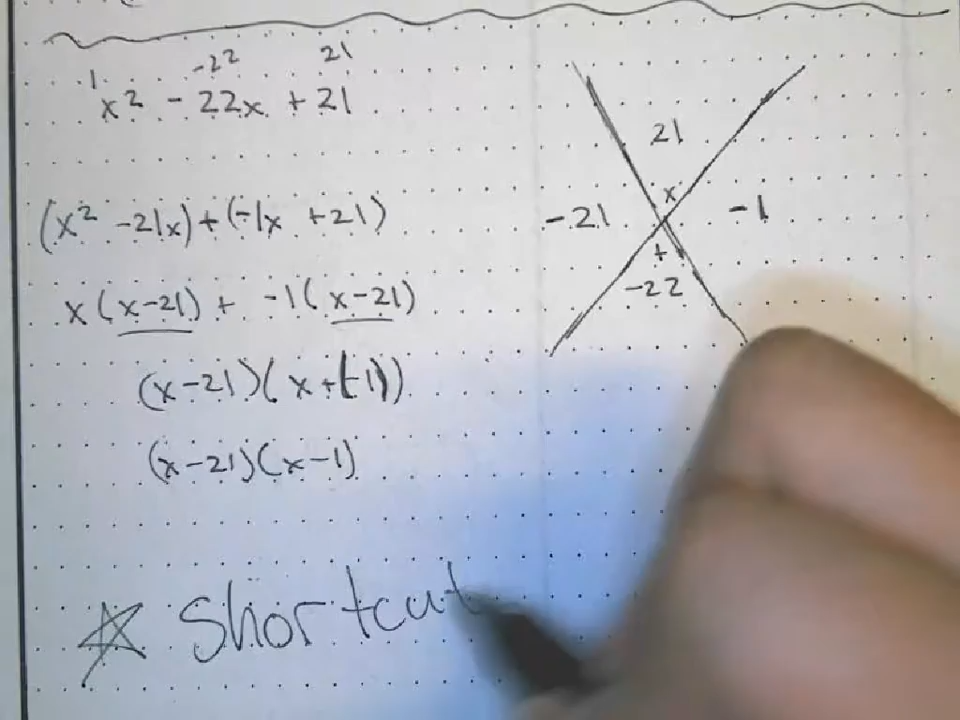 1 -22 21
x² - 22x + 21
(x² -21x)+(-1x +21)
x(x-21) + -1(x-21)
(x-21)(x+(-1))
(x-21)(x-1)
☆ Shortcut
21
x
-21 -1
+
-22